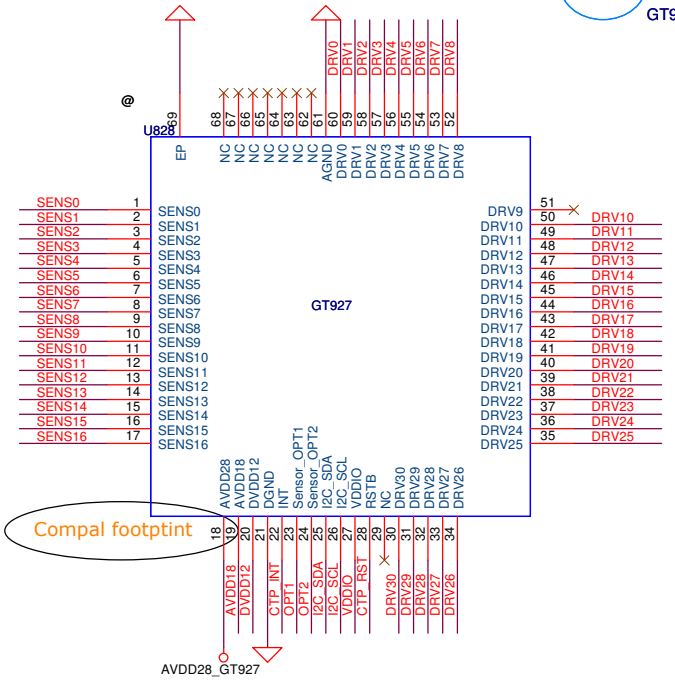 GT9
@
U828
69
68
67
66
65
64
63
62
61
60
59
58
57
56
55
54
53
52
DRV0
DRV1
DRV2
DRV3
DRV4
DRV5
DRV6
DRV7
DRV8
EP
NC
NC
NC
NC
NC
NC
NC
AGND
DRV0
DRV1
DRV2
DRV3
DRV4
DRV5
DRV6
DRV7
DRV8
SENS0 1 SENS0
SENS1 2 SENS1
SENS2 3 SENS2
SENS3 4 SENS3
SENS4 5 SENS4
SENS5 6 SENS5
SENS6 7 SENS6
SENS7 8 SENS7
SENS8 9 SENS8
SENS9 10 SENS9
SENS10 11 SENS10
SENS11 12 SENS11
SENS12 13 SENS12
SENS13 14 SENS13
SENS14 15 SENS14
SENS15 16 SENS15
SENS16 17 SENS16
GT927
DRV9 51
DRV10 50 DRV10
DRV11 49 DRV11
DRV12 48 DRV12
DRV13 47 DRV13
DRV14 46 DRV14
DRV15 45 DRV15
DRV16 44 DRV16
DRV17 43 DRV17
DRV18 42 DRV18
DRV19 41 DRV19
DRV20 40 DRV20
DRV21 39 DRV21
DRV22 38 DRV22
DRV23 37 DRV23
DRV24 36 DRV24
DRV25 35 DRV25
AVDD28
AVDD18
DVDD12
DGND
INT
Sensor_OPT1
Sensor_OPT2
I2C_SDA
I2C_SCL
VDDIO
RSTB
NC
DRV30
DRV29
DRV28
DRV27
DRV26
Compal footptint
18
19
20
21
22
23
24
25
26
27
28
29
30
31
32
33
34
AVDD18
DVDD12
CTP_INT
OPT1
OPT2
I2C_SDA
I2C_SCL
VDDIO
CTP_RST
DRV30
DRV29
DRV28
DRV27
DRV26
AVDD28_GT927